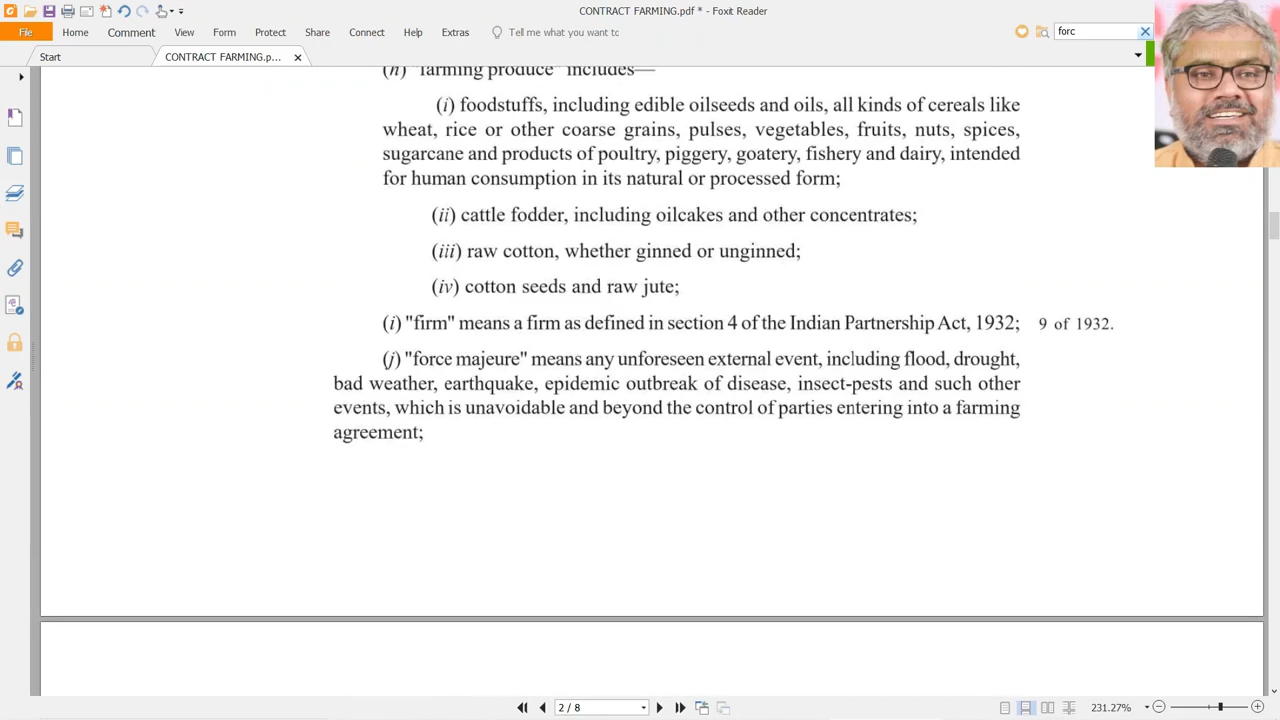 CONTRACT FARMING.pdf * - Foxit Reader
File Home Comment View Form Protect Share Connect Help Extras Tell me what you want to forc
Start CONTRACT FARMING.p...
(h) "farming produce" includes—
(i) foodstuffs, including edible oilseeds and oils, all kinds of cereals like
wheat, rice or other coarse grains, pulses, vegetables, fruits, nuts, spices,
sugarcane and products of poultry, piggery, goatery, fishery and dairy, intended
for human consumption in its natural or processed form;
(ii) cattle fodder, including oilcakes and other concentrates;
(iii) raw cotton, whether ginned or unginned;
(iv) cotton seeds and raw jute;
(i) "firm" means a firm as defined in section 4 of the Indian Partnership Act, 1932; 9 of 1932.
(j) "force majeure" means any unforeseen external event, including flood, drought,
bad weather, earthquake, epidemic outbreak of disease, insect-pests and such other
events, which is unavoidable and beyond the control of parties entering into a farming
agreement;
2 / 8 231.27%